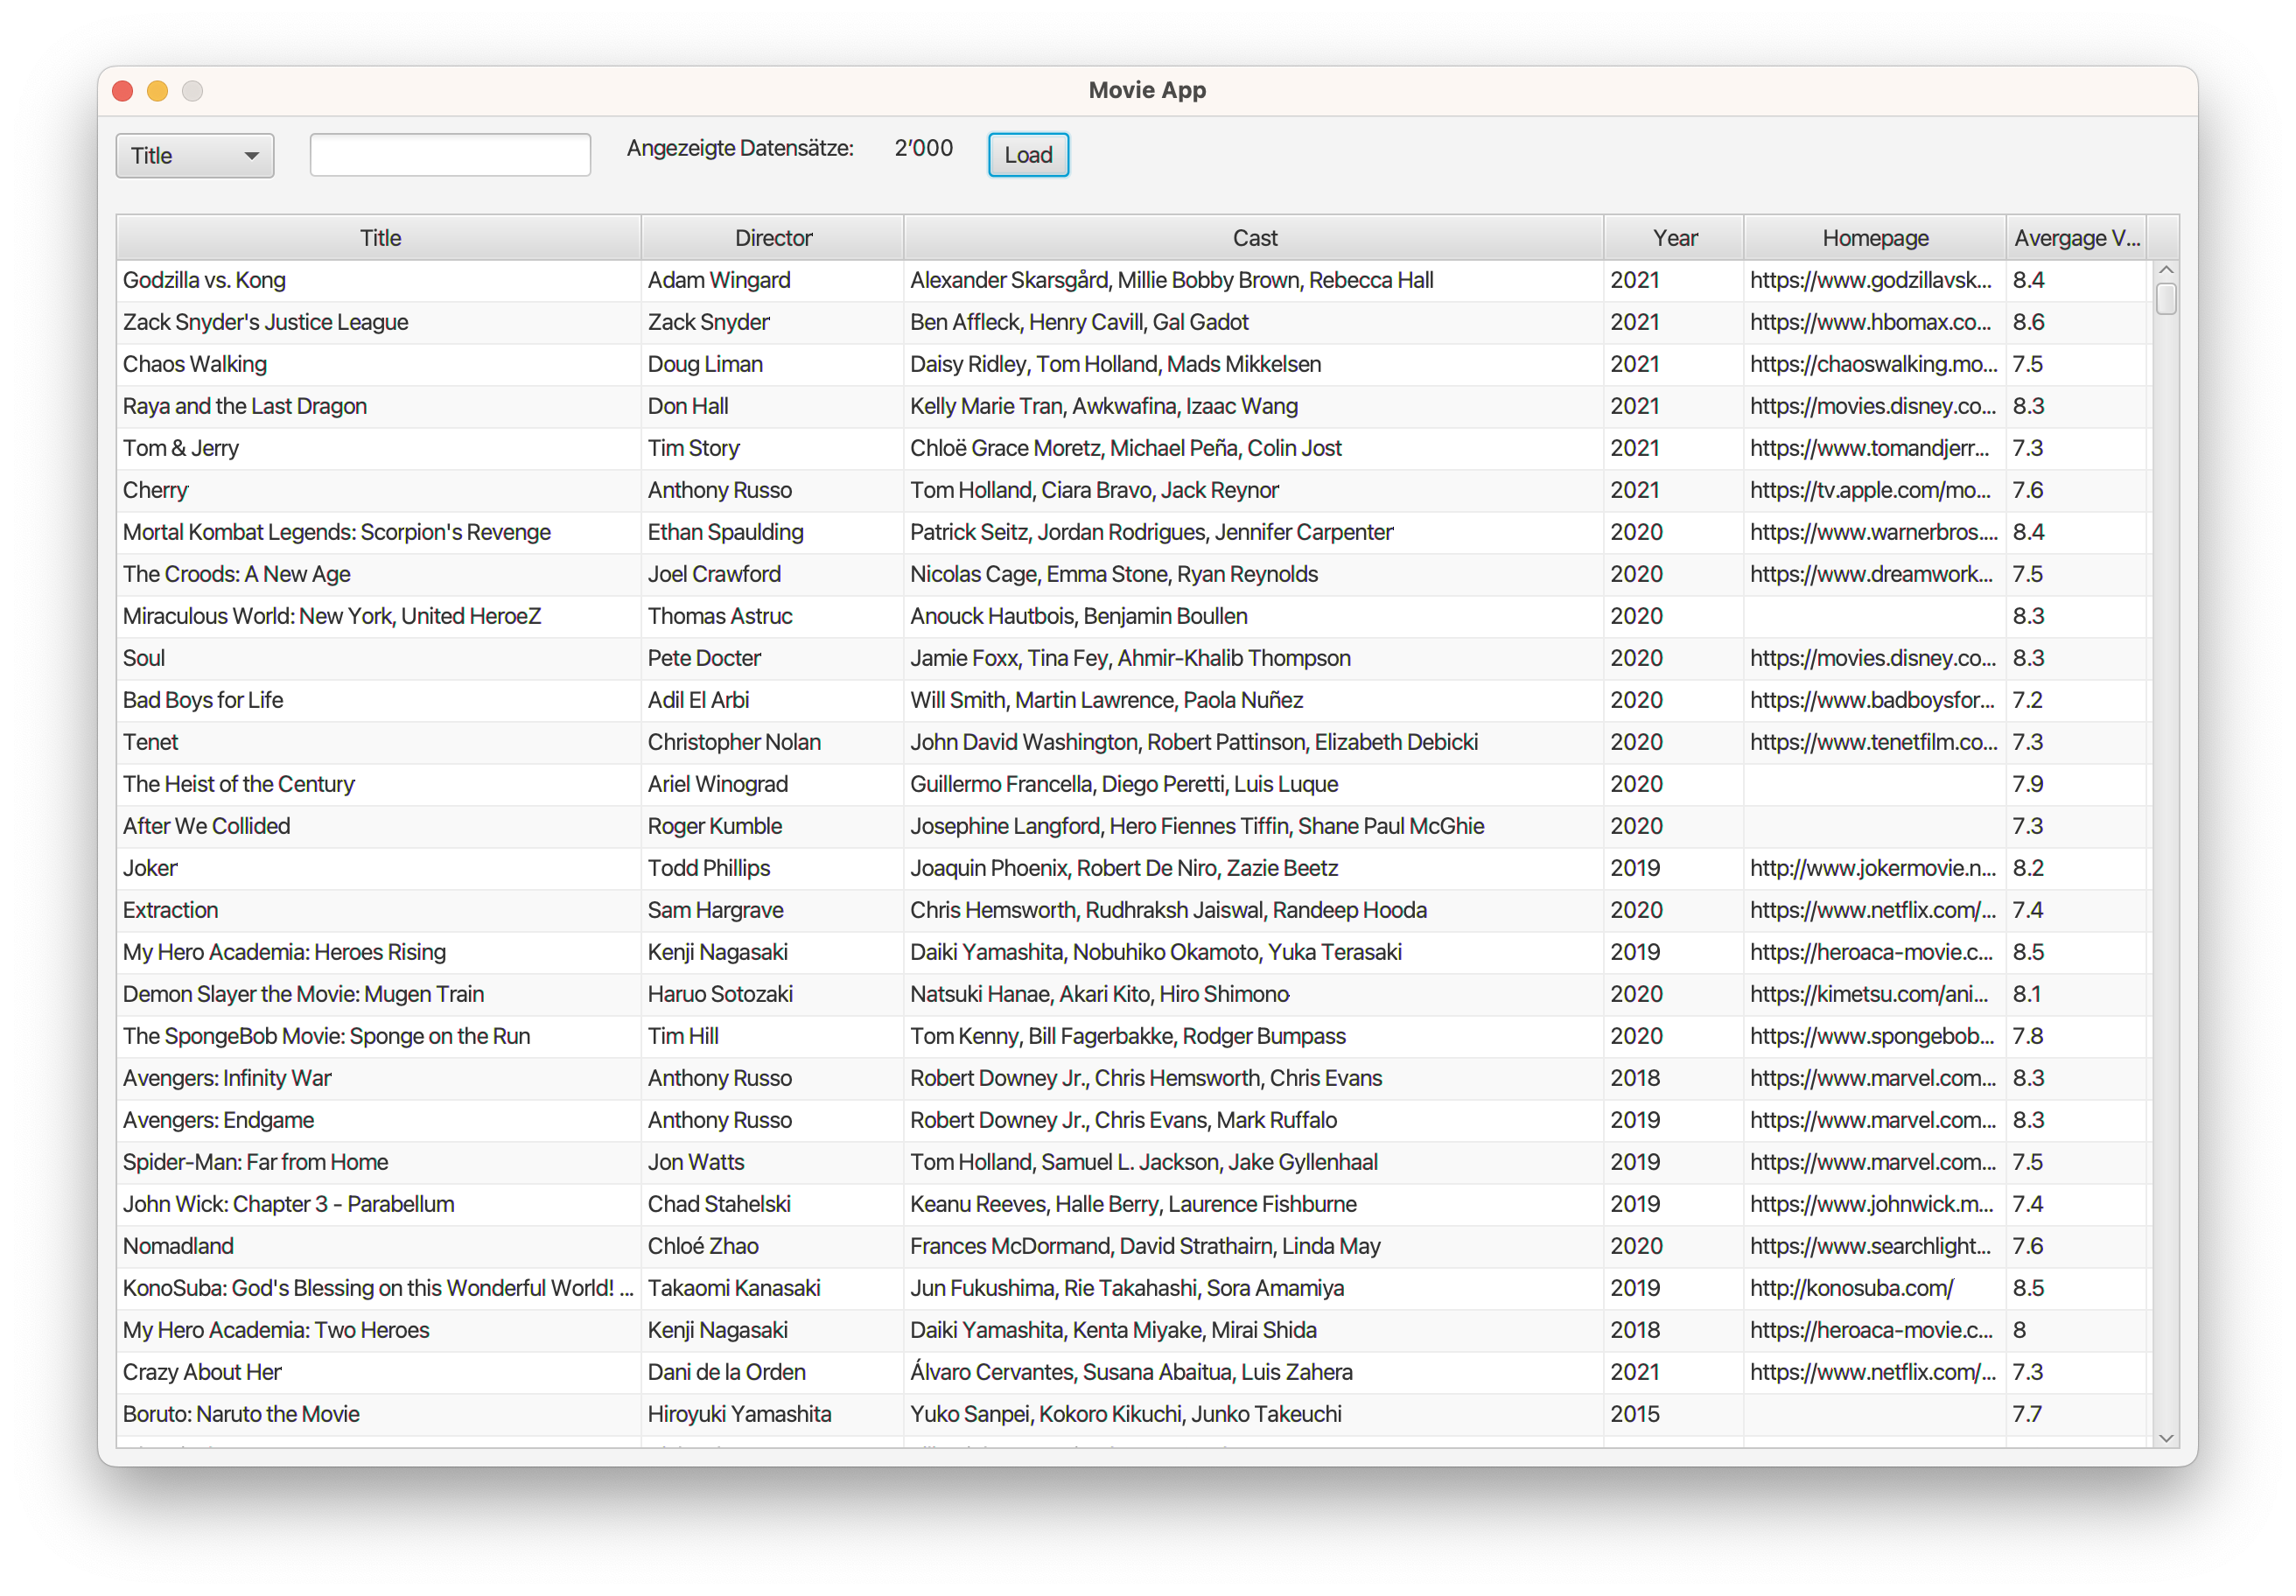 Movie App
Title Angezeigte Datensätze: 2’000 Load
Title Director Cast Year Homepage Avergage V...
Godzilla vs. Kong Adam Wingard Alexander Skarsgård, Millie Bobby Brown, Rebecca Hall 2021 https://www.godzillavsk... 8.4
Zack Snyder's Justice League Zack Snyder Ben Affleck, Henry Cavill, Gal Gadot 2021 https://www.hbomax.co... 8.6
Chaos Walking Doug Liman Daisy Ridley, Tom Holland, Mads Mikkelsen 2021 https://chaoswalking.mo... 7.5
Raya and the Last Dragon Don Hall Kelly Marie Tran, Awkwafina, Izaac Wang 2021 https://movies.disney.co... 8.3
Tom & Jerry Tim Story Chloë Grace Moretz, Michael Peña, Colin Jost 2021 https://www.tomandjerr... 7.3
Cherry Anthony Russo Tom Holland, Ciara Bravo, Jack Reynor 2021 https://tv.apple.com/mo... 7.6
Mortal Kombat Legends: Scorpion's Revenge Ethan Spaulding Patrick Seitz, Jordan Rodrigues, Jennifer Carpenter 2020 https://www.warnerbros.... 8.4
The Croods: A New Age Joel Crawford Nicolas Cage, Emma Stone, Ryan Reynolds 2020 https://www.dreamwork... 7.5
Miraculous World: New York, United HeroeZ Thomas Astruc Anouck Hautbois, Benjamin Boullen 2020 8.3
Soul Pete Docter Jamie Foxx, Tina Fey, Ahmir-Khalib Thompson 2020 https://movies.disney.co... 8.3
Bad Boys for Life Adil El Arbi Will Smith, Martin Lawrence, Paola Nuñez 2020 https://www.badboysfor... 7.2
Tenet Christopher Nolan John David Washington, Robert Pattinson, Elizabeth Debicki 2020 https://www.tenetfilm.co... 7.3
The Heist of the Century Ariel Winograd Guillermo Francella, Diego Peretti, Luis Luque 2020 7.9
After We Collided Roger Kumble Josephine Langford, Hero Fiennes Tiffin, Shane Paul McGhie 2020 7.3
Joker Todd Phillips Joaquin Phoenix, Robert De Niro, Zazie Beetz 2019 http://www.jokermovie.n... 8.2
Extraction Sam Hargrave Chris Hemsworth, Rudhraksh Jaiswal, Randeep Hooda 2020 https://www.netflix.com/... 7.4
My Hero Academia: Heroes Rising Kenji Nagasaki Daiki Yamashita, Nobuhiko Okamoto, Yuka Terasaki 2019 https://heroaca-movie.c... 8.5
Demon Slayer the Movie: Mugen Train Haruo Sotozaki Natsuki Hanae, Akari Kito, Hiro Shimono 2020 https://kimetsu.com/ani... 8.1
The SpongeBob Movie: Sponge on the Run Tim Hill Tom Kenny, Bill Fagerbakke, Rodger Bumpass 2020 https://www.spongebob... 7.8
Avengers: Infinity War Anthony Russo Robert Downey Jr., Chris Hemsworth, Chris Evans 2018 https://www.marvel.com... 8.3
Avengers: Endgame Anthony Russo Robert Downey Jr., Chris Evans, Mark Ruffalo 2019 https://www.marvel.com... 8.3
Spider-Man: Far from Home Jon Watts Tom Holland, Samuel L. Jackson, Jake Gyllenhaal 2019 https://www.marvel.com... 7.5
John Wick: Chapter 3 - Parabellum Chad Stahelski Keanu Reeves, Halle Berry, Laurence Fishburne 2019 https://www.johnwick.m... 7.4
Nomadland Chloé Zhao Frances McDormand, David Strathairn, Linda May 2020 https://www.searchlight... 7.6
KonoSuba: God's Blessing on this Wonderful World! ... Takaomi Kanasaki Jun Fukushima, Rie Takahashi, Sora Amamiya 2019 http://konosuba.com/ 8.5
My Hero Academia: Two Heroes Kenji Nagasaki Daiki Yamashita, Kenta Miyake, Mirai Shida 2018 https://heroaca-movie.c... 8
Crazy About Her Dani de la Orden Álvaro Cervantes, Susana Abaitua, Luis Zahera 2021 https://www.netflix.com/... 7.3
Boruto: Naruto the Movie Hiroyuki Yamashita Yuko Sanpei, Kokoro Kikuchi, Junko Takeuchi 2015 7.7